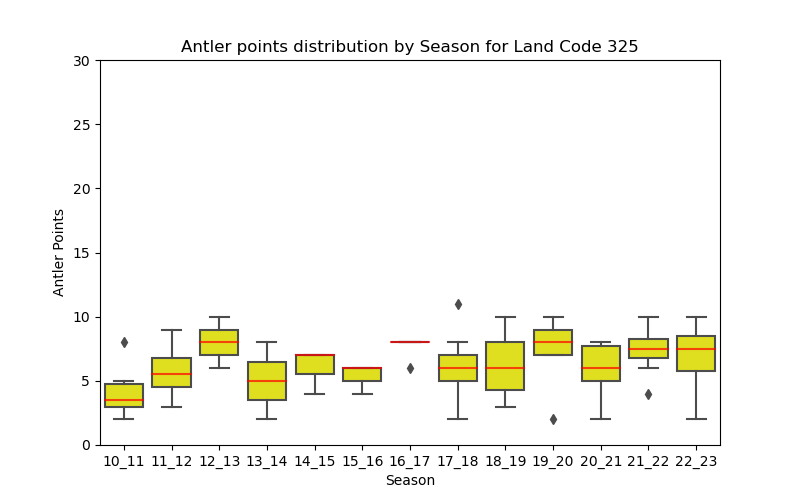 Antler points distribution by Season for Land Code 325
30
25
20
15
10
5
0
Antler Points
10_11 11_12 12_13 13_14 14_15 15_16 16_17 17_18 18_19 19_20 20_21 21_22 22_23
Season